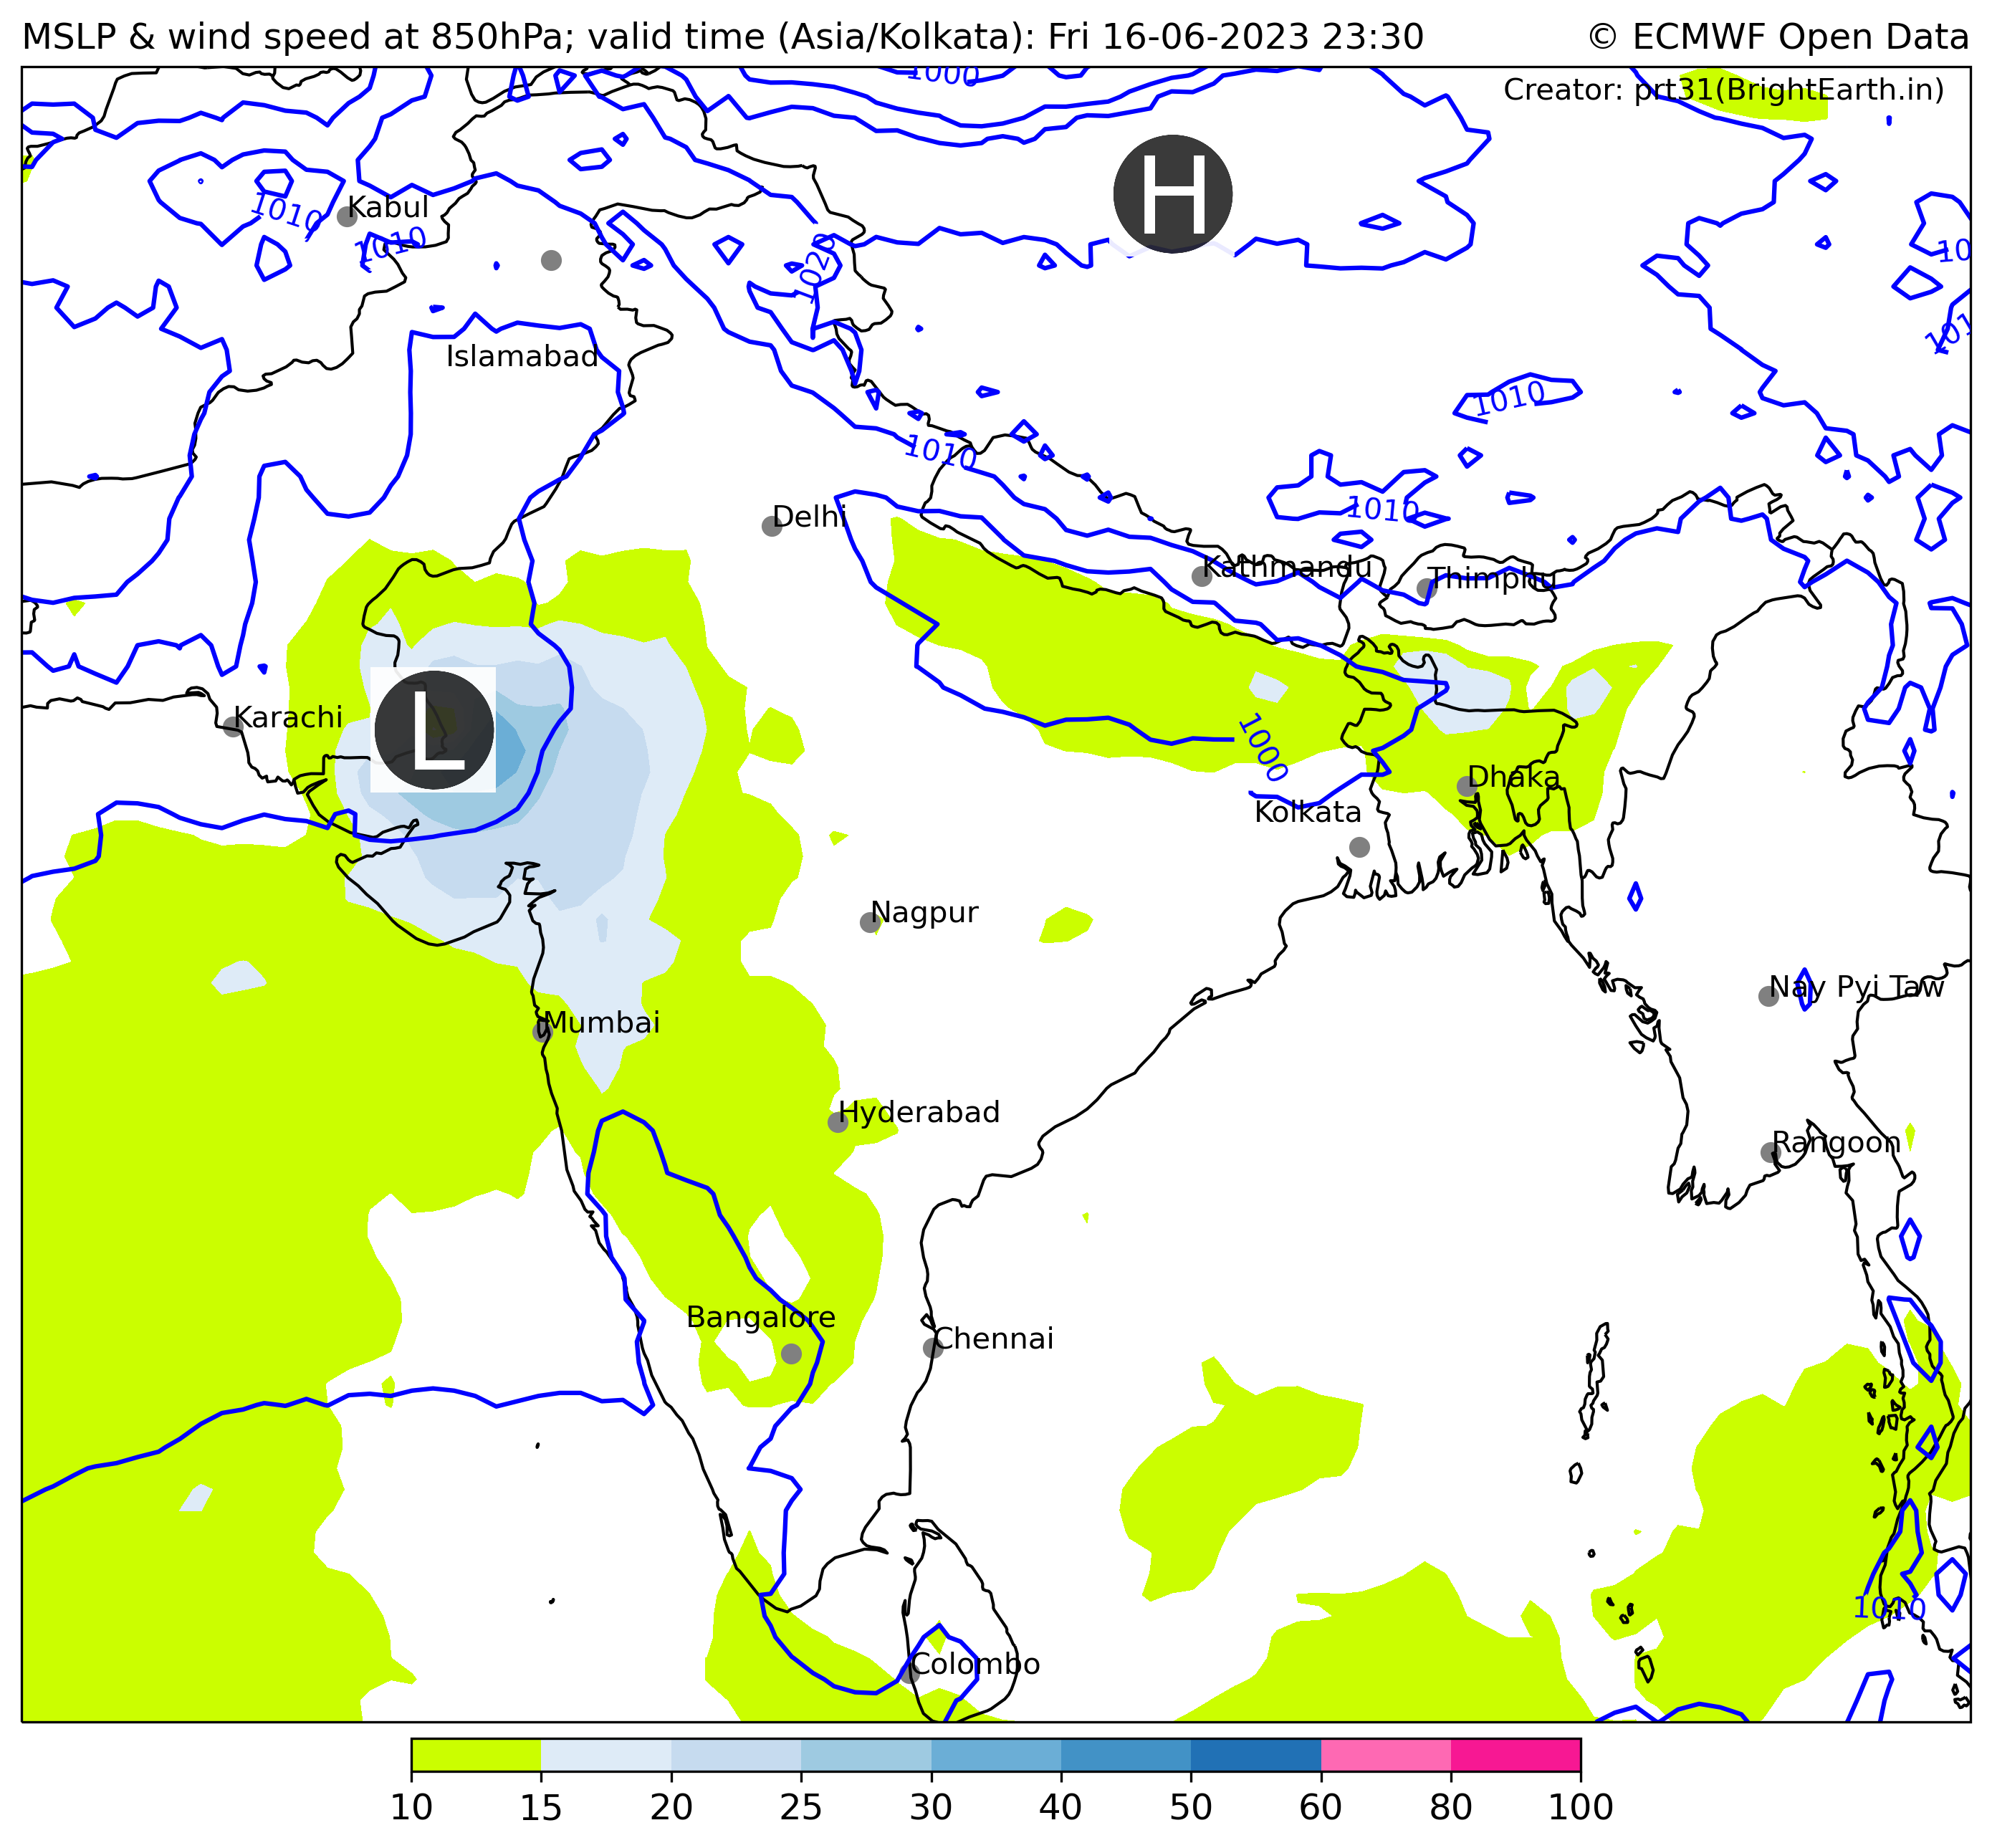 MSLP & wind speed at 850hPa; valid time (Asia/Kolkata): Fri 16-06-2023 23:30
© ECMWF Open Data
1000
Creator: prt31(BrightEarth.in)
H
1010
Kabul
1010
1020
Islamabad
1010
1010
Delhi
1010
Kathmandu
Thimphu
L
Karachi
1000
Dhaka
Kolkata
Nagpur
Nay Pyi Taw
Mumbai
Hyderabad
Rangoon
Bangalore
Chennai
1010
Colombo
10 15 20 25 30 40 50 60 80 100